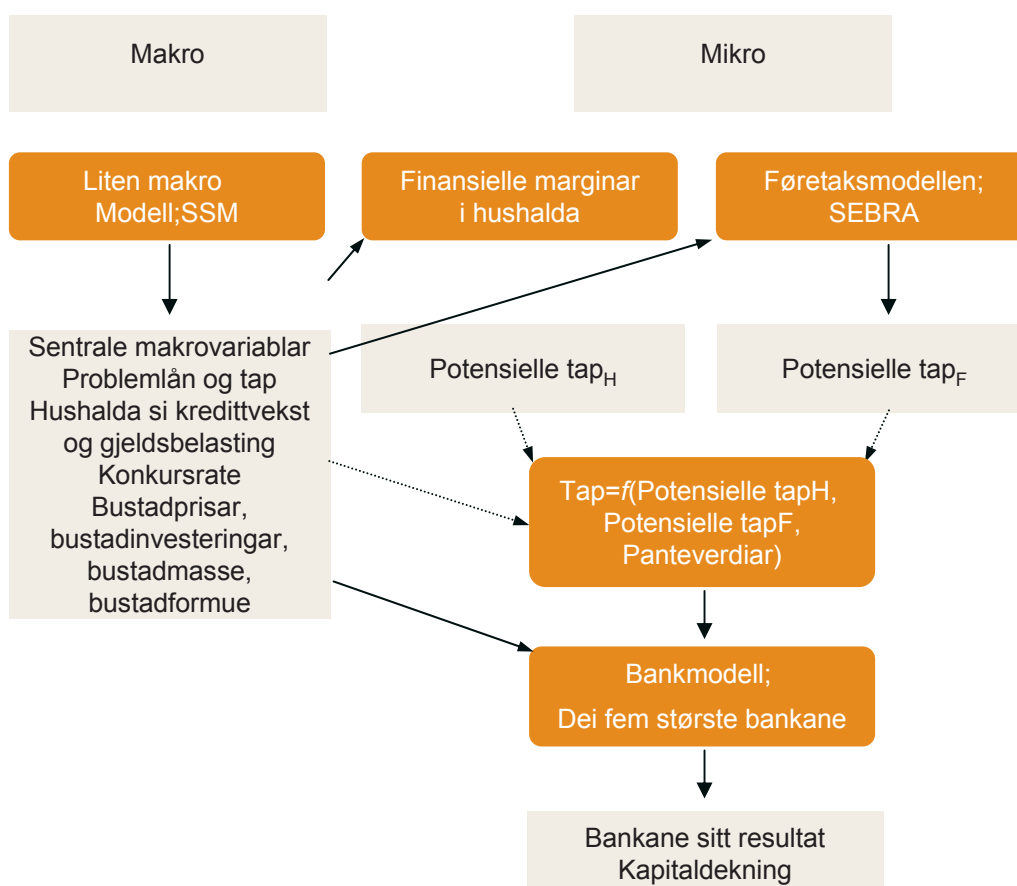 Makro
Mikro
Liten makro
Modell;SSM
Finansielle marginar
i hushalda
Føretaksmodellen;
SEBRA
Sentrale makrovariablar
Problemlån og tap
Hushalda si kredittvekst
og gjeldsbelasting
Konkursrate
Bustadprisar,
bustadinvesteringar,
bustadmasse,
bustadformue
Potensielle tapH
Potensielle tapF
Tap=f(Potensielle tapH,
Potensielle tapF,
Panteverdiar)
Bankmodell;
Dei fem største bankane
Bankane sitt resultat
Kapitaldekning